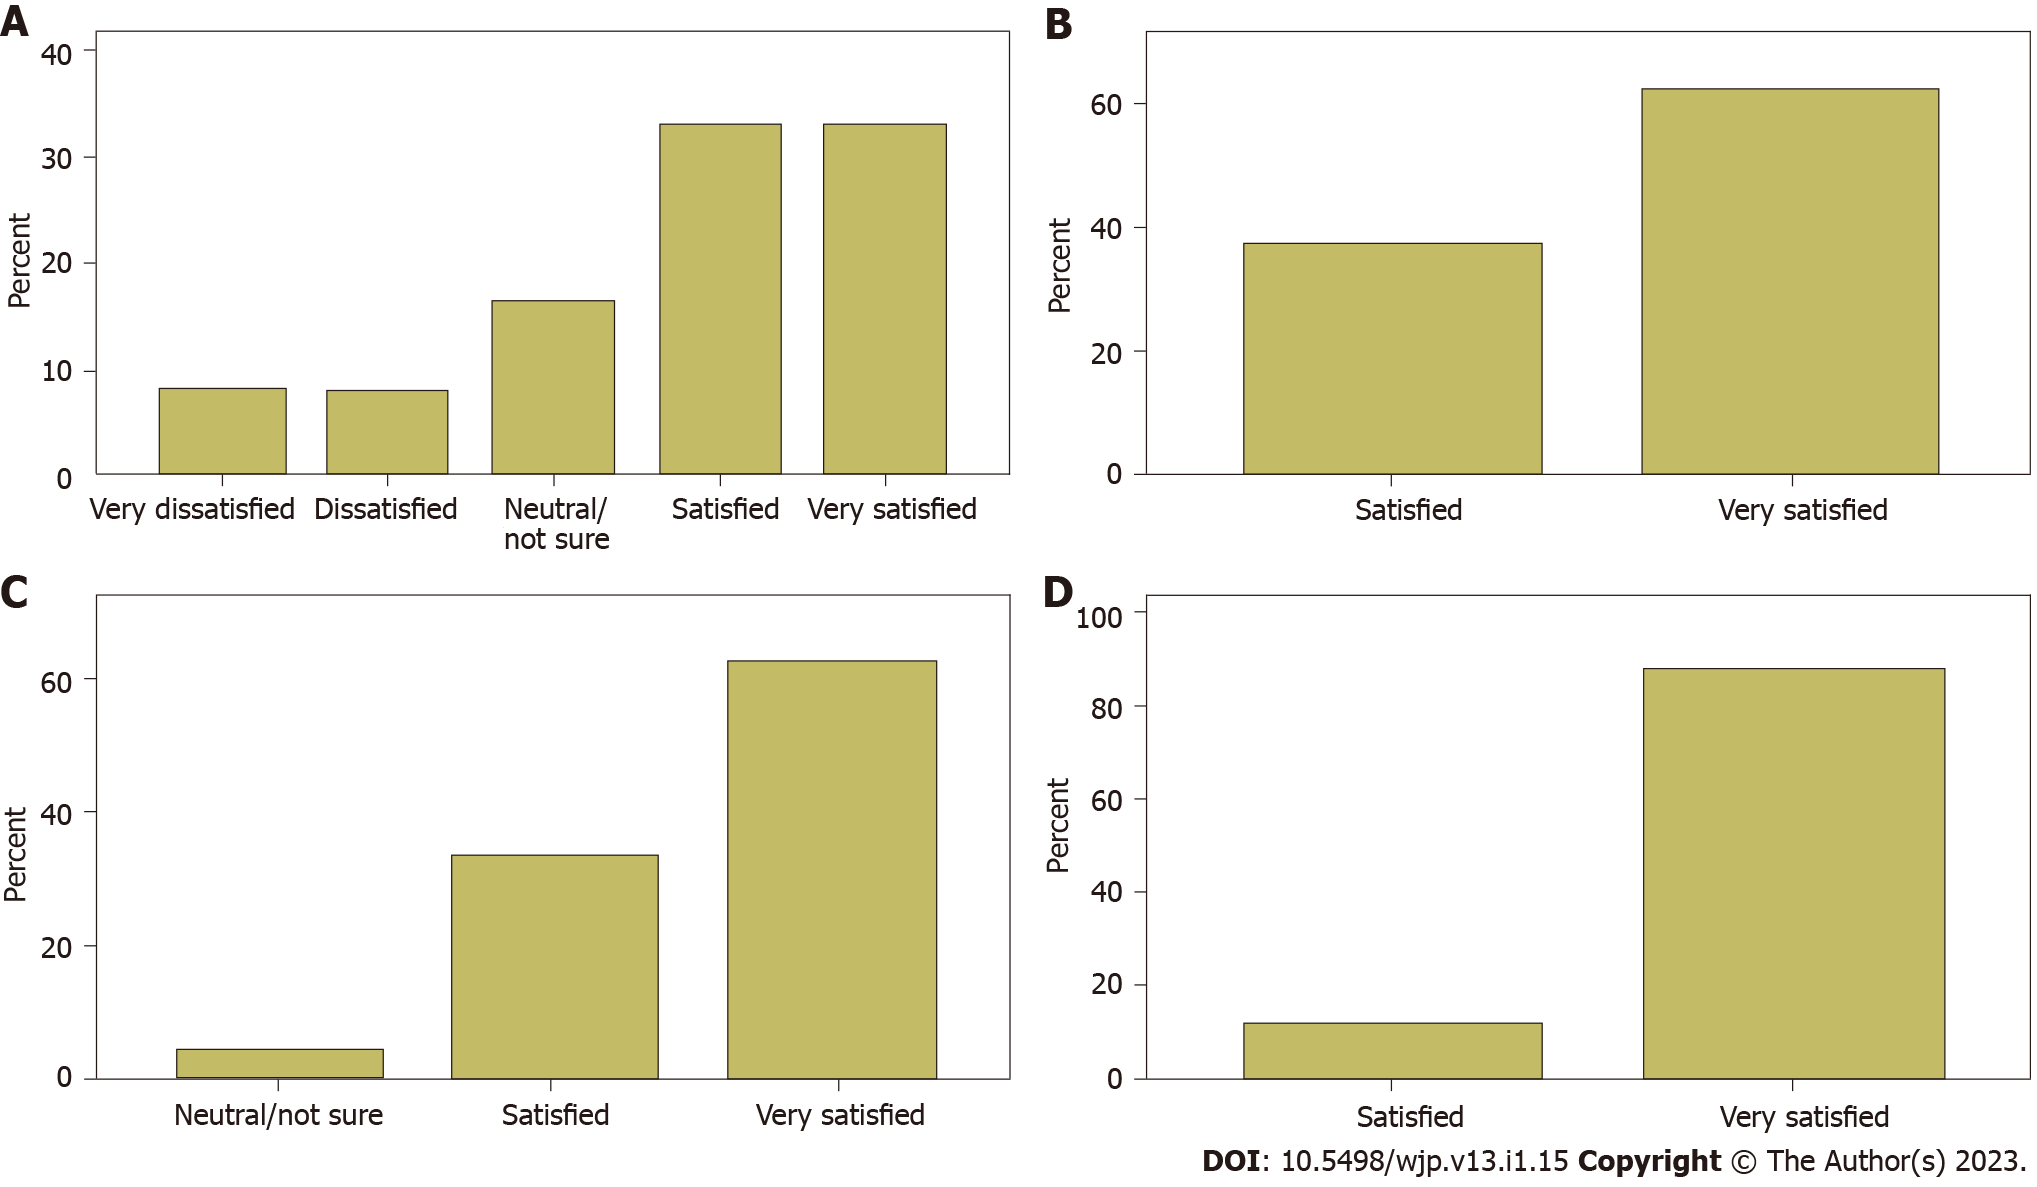 A
40
30
20
10
0
Percent
Very dissatisfied
Dissatisfied
Neutral/
not sure
Satisfied
Very satisfied
B
60
40
20
0
Percent
Satisfied
Very satisfied
C
60
40
20
0
Percent
Neutral/not sure
Satisfied
Very satisfied
D
100
80
60
40
20
0
Percent
Satisfied
Very satisfied
DOI: 10.5498/wjp.v13.i1.15 Copyright © The Author(s) 2023.